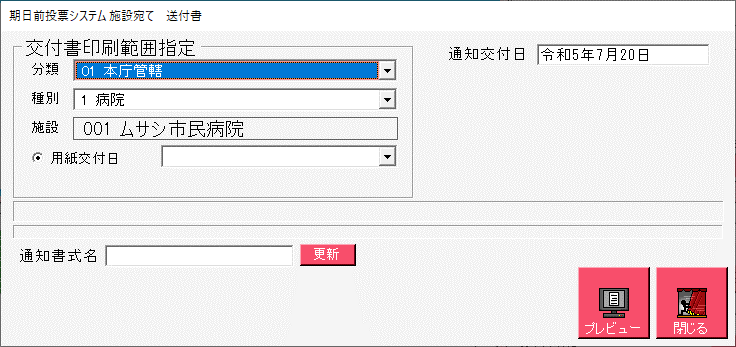 期日前投票システム 施設宛て 送付書
交付書印刷範囲指定
通知交付日 令和5年7月20日
分類 01 本庁管轄
種別 1 病院
施設 001 ムサシ市民病院
用紙交付日
通知書式名 更新
プレビュー 閉じる